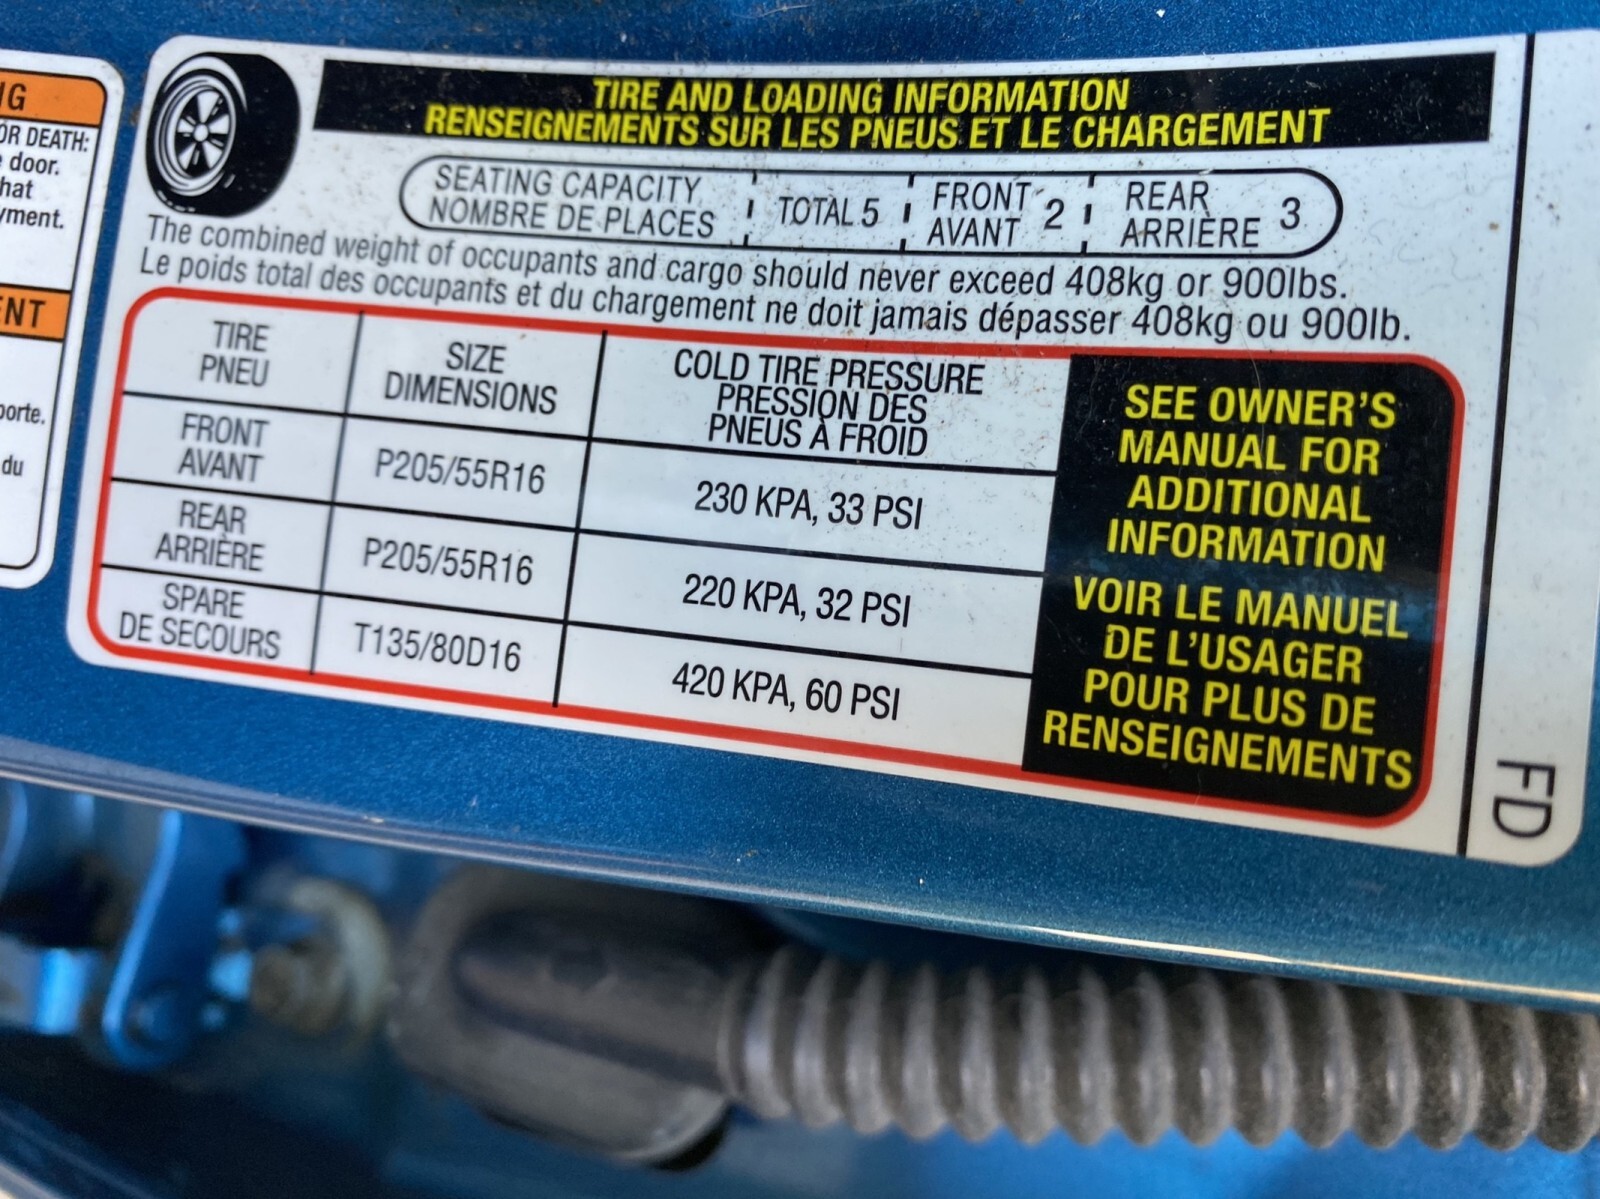 IG
OR DEATH:
door.
hat
yment.
ENT
porte.
du
TIRE AND LOADING INFORMATION
RENSEIGNEMENTS SUR LES PNEUS ET LE CHARGEMENT
SEATING CAPACITY
NOMBRE DE PLACES
TOTAL 5
FRONT
AVANT 2
REAR
ARRIÈRE 3
The combined weight of occupants and cargo should never exceed 408kg or 900lbs.
Le poids total des occupants et du chargement ne doit jamais dépasser 408kg ou 900lb.
TIRE
PNEU
SIZE
DIMENSIONS
COLD TIRE PRESSURE
PRESSION DES
PNEUS À FROID
FRONT
AVANT
P205/55R16
230 KPA, 33 PSI
REAR
ARRIÈRE
P205/55R16
220 KPA, 32 PSI
SPARE
DE SECOURS
T135/80D16
420 KPA, 60 PSI
SEE OWNER'S
MANUAL FOR
ADDITIONAL
INFORMATION
VOIR LE MANUEL
DE L'USAGER
POUR PLUS DE
RENSEIGNEMENTS
FD